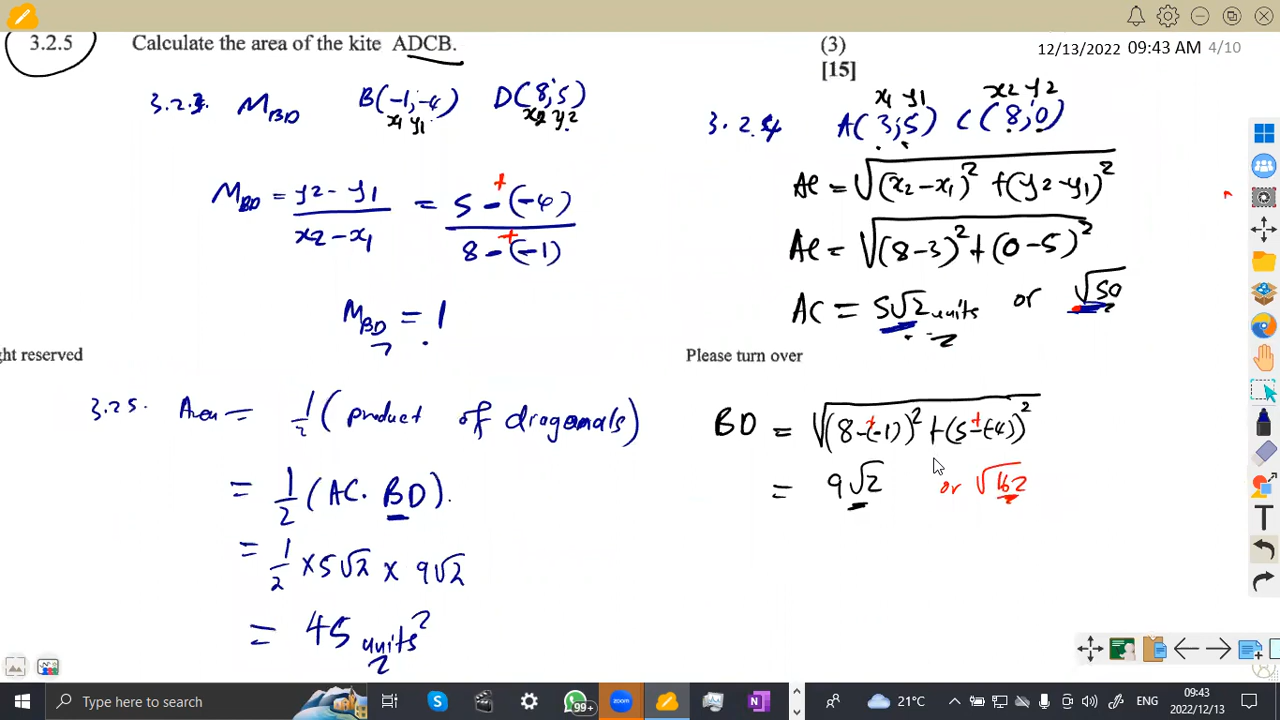 12/13/2022 09:43 AM 4/10
3.2.5 Calculate the area of the kite ADCB.
(3)
[15]
3.2.3 M_BD B(-1;-4) D(8;5)
x1 y1 x2 y2
M_BD = y2 - y1 / x2 - x1 = 5 - (-4) / 8 - (-1)
+
+
M_BD = 1
x1 y1 x2 y2
3.2.4 A(3;5) C(8;0)
AC = √(x2-x1)² + (y2-y1)²
AC = √(8-3)² + (0-5)²
AC = 5√2 units or √50
ght reserved
Please turn over
3.2.5. Area = 1/2 (product of diagonals)
= 1/2 (AC. BD).
= 1/2 × 5√2 × 9√2
= 45 units²
BD = √(8-(-1))² + (5-(-4))²
+ +
= 9√2 or √162
Type here to search
99+
zoom
21°C
ENG
09:43
2022/12/13